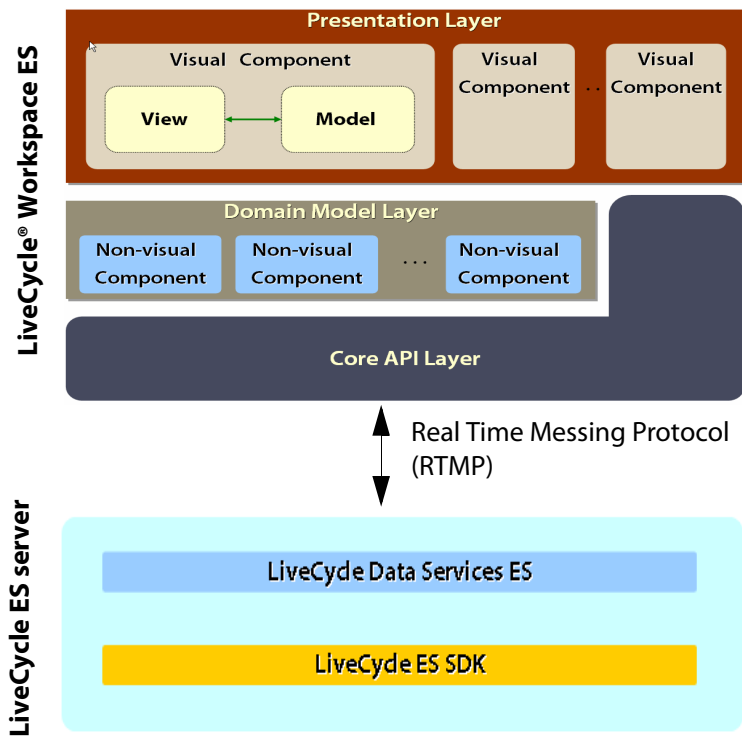 LiveCycle® Workspace ES
Presentation Layer
Visual Component
View
Model
Visual
Component
. .
Visual
Component
Domain Model Layer
Non-visual
Component
Non-visual
Component
. . .
Non-visual
Component
Core API Layer
Real Time Messing Protocol
(RTMP)
LiveCycle ES server
LiveCycle Data Services ES
LiveCycle ES SDK